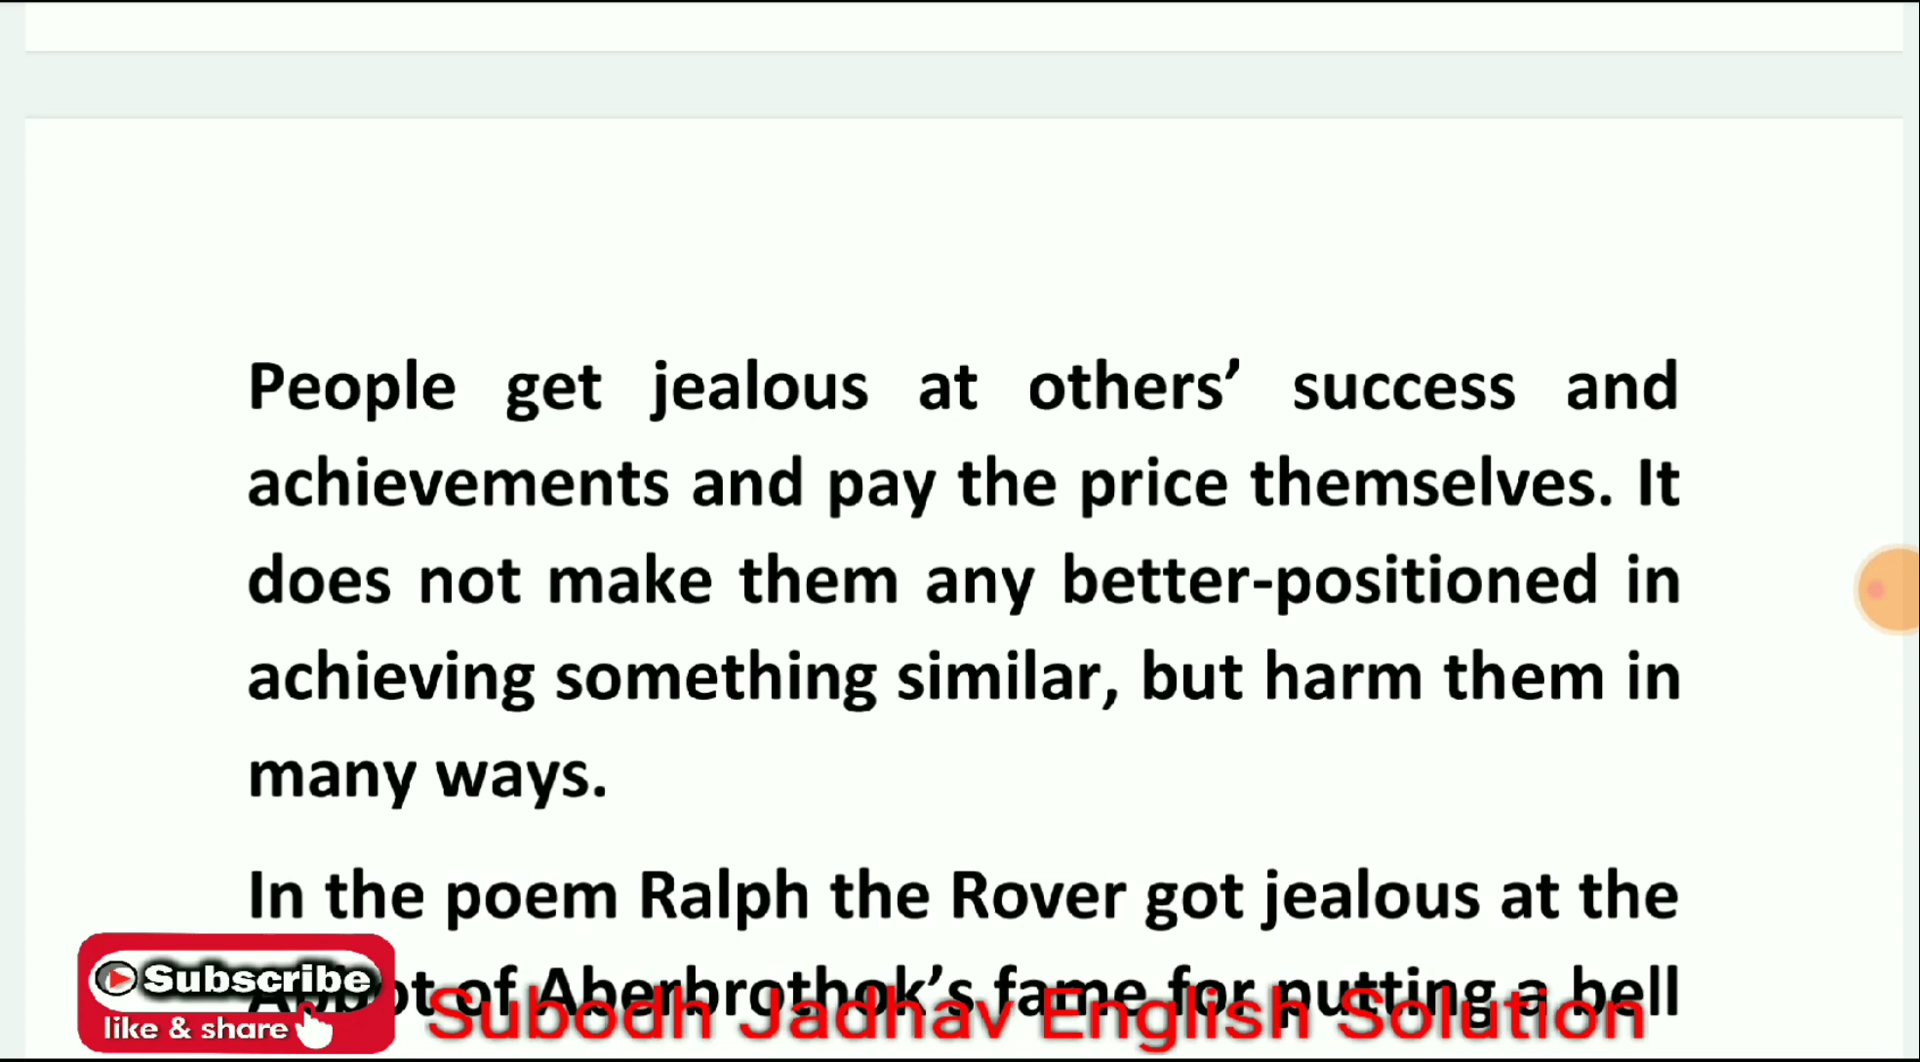 People get jealous at others’ success and
achievements and pay the price themselves. It
does not make them any better-positioned in
achieving something similar, but harm them in
many ways.
In the poem Ralph the Rover got jealous at the
Abbot of Aberbrothok’s fame for putting a bell
Subscribe
like & share
Subodh Jadhav English Solution